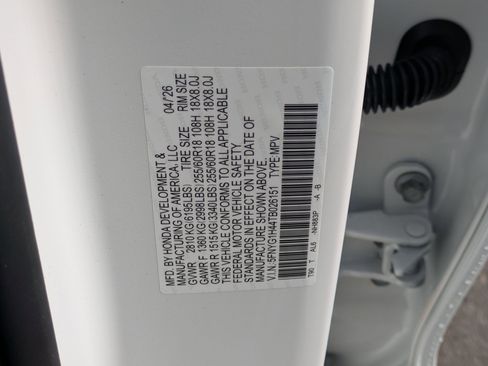 MFD. BY HONDA DEVELOPMENT &
MANUFACTURING OF AMERICA, LLC 04/26
GVWR 2810 KG(6195LBS) TIRE SIZE RIM SIZE
GAWR F 1360 KG(2998LBS) 255/60R18 108H 18X8.0J
GAWR R 1515 KG(3340LBS) 255/60R18 108H 18X8.0J
THIS VEHICLE CONFORMS TO ALL APPLICABLE
FEDERAL MOTOR VEHICLE SAFETY
STANDARDS IN EFFECT ON THE DATE OF
MANUFACTURE SHOWN ABOVE.
V.I.N.:5FNYG1H44TB026151 TYPE:MPV
T90 T AL6 -NH883P -A -B